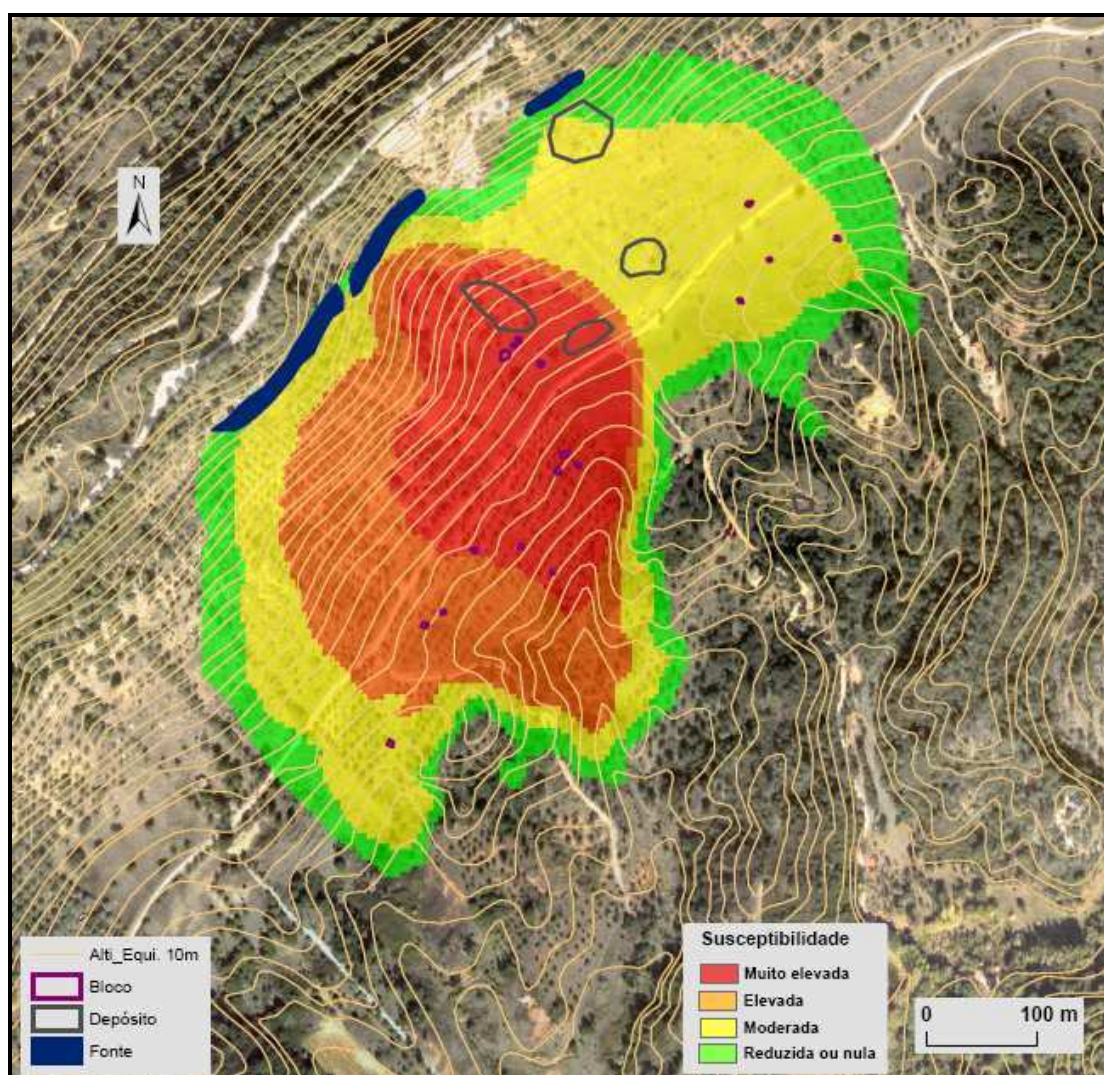 N
Alti_Equi. 10m
Bloco
Depósito
Fonte
Susceptibilidade
Muito elevada
Elevada
Moderada
Reduzida ou nula
0 100 m